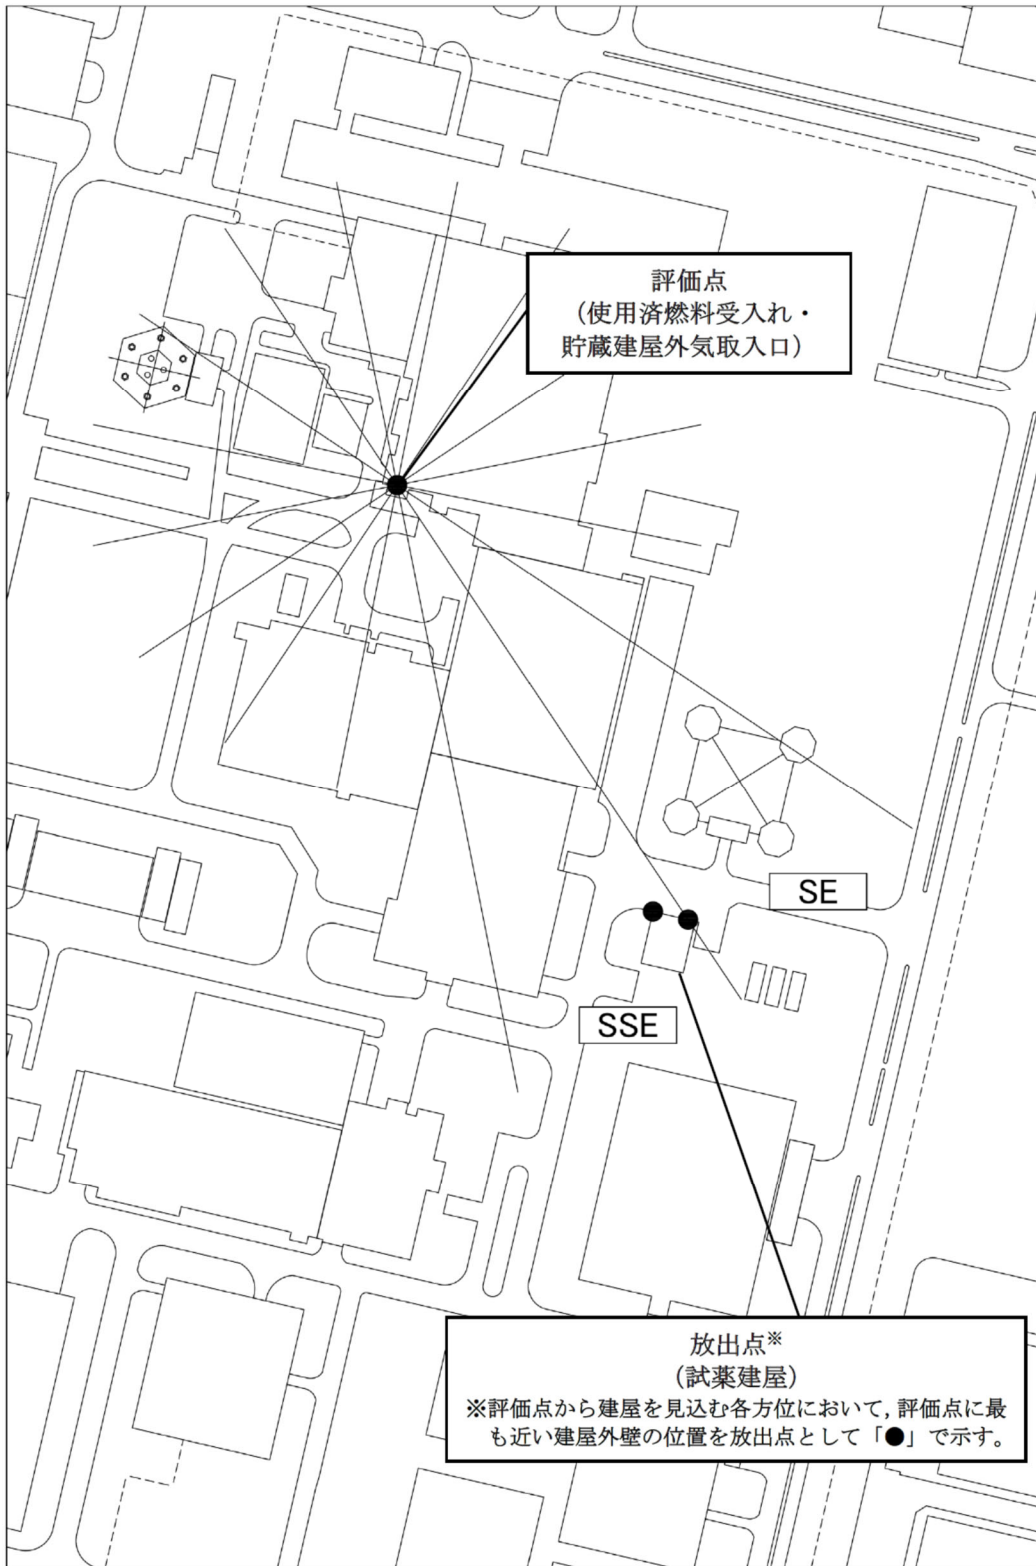 評価点
（使用済燃料受入れ・
貯蔵建屋外気取入口）
SE
SSE
放出点※
（試薬建屋）
※評価点から建屋を見込む各方位において，評価点に最
も近い建屋外壁の位置を放出点として「●」で示す。